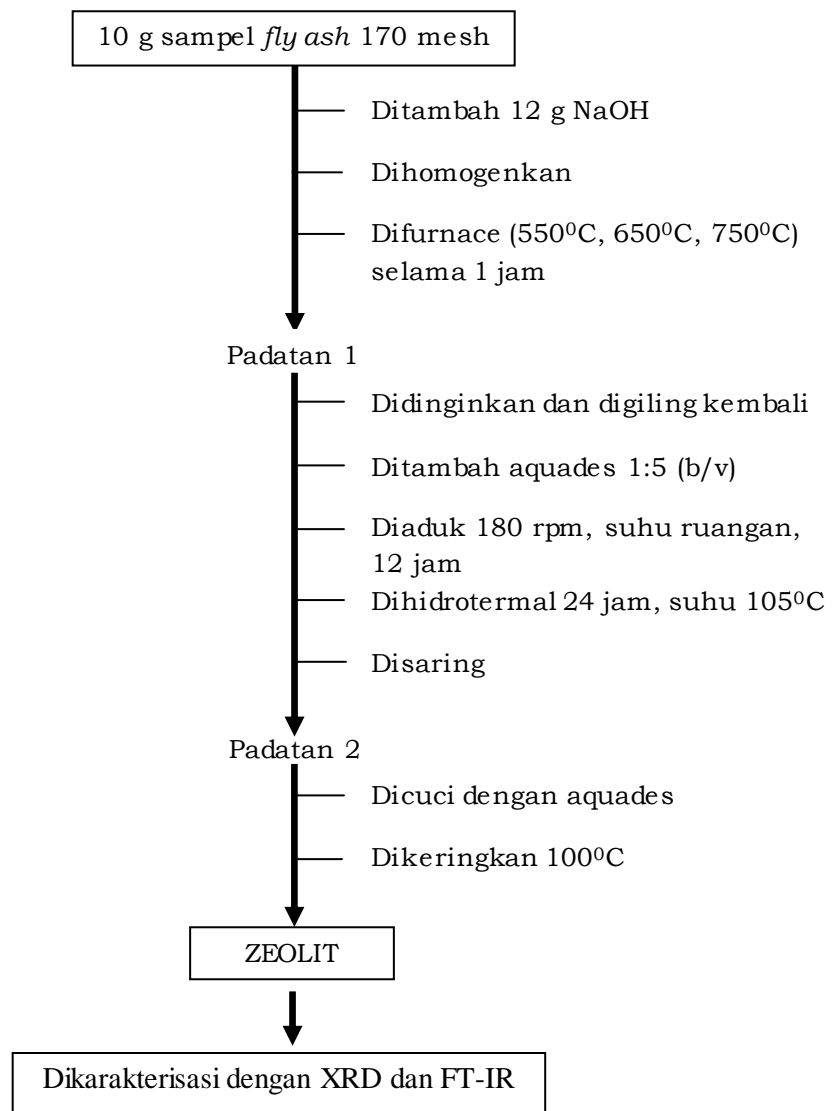 10 g sampel fly ash 170 mesh
Ditambah 12 g NaOH
Dihomogenkan
Difurnace (550⁰C, 650⁰C, 750⁰C)
selama 1 jam
Padatan 1
Didinginkan dan digiling kembali
Ditambah aquades 1:5 (b/v)
Diaduk 180 rpm, suhu ruangan,
12 jam
Dihidrotermal 24 jam, suhu 105⁰C
Disaring
Padatan 2
Dicuci dengan aquades
Dikeringkan 100⁰C
ZEOLIT
Dikarakterisasi dengan XRD dan FT-IR